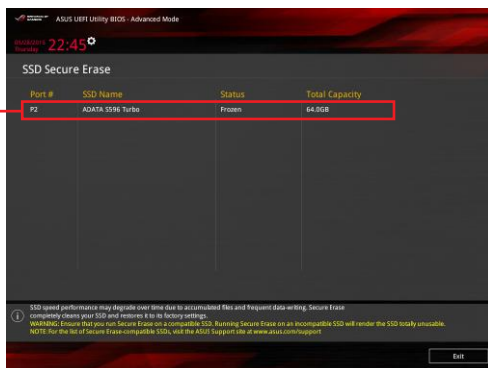 ASUS UEFI Utility BIOS - Advanced Mode
Thursday 22:45
SSD Secure Erase
Port # SSD Name Status Total Capacity
P2 ADATA S596 Turbo Frozen 64.0GB
SSD speed performance may degrade over time due to accumulated files and frequent data-writing. Secure Erase
completely cleans your SSD and restores it to its factory settings.
WARNING: Ensure that you run Secure Erase on a compatible SSD. Running Secure Erase on an incompatible SSD will render the SSD totally unusable.
NOTE: For the list of Secure Erase-compatible SSDs, visit the ASUS Support site at www.asus.com/support
Exit